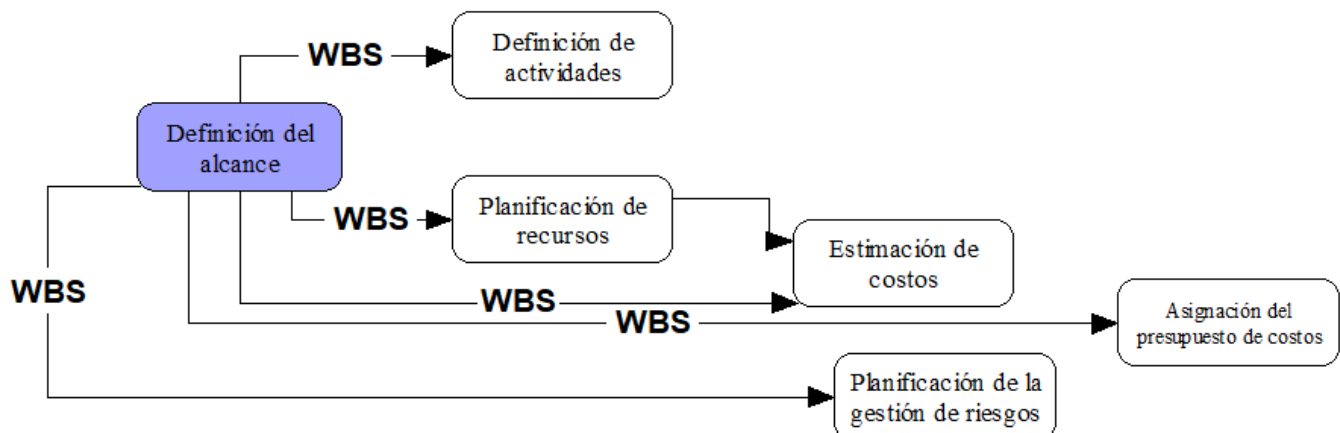 WBS
Definición de
actividades
Definición del
alcance
WBS
Planificación de
recursos
Estimación de
costos
WBS
WBS
WBS
Asignación del
presupuesto de costos
Planificación de la
gestión de riesgos